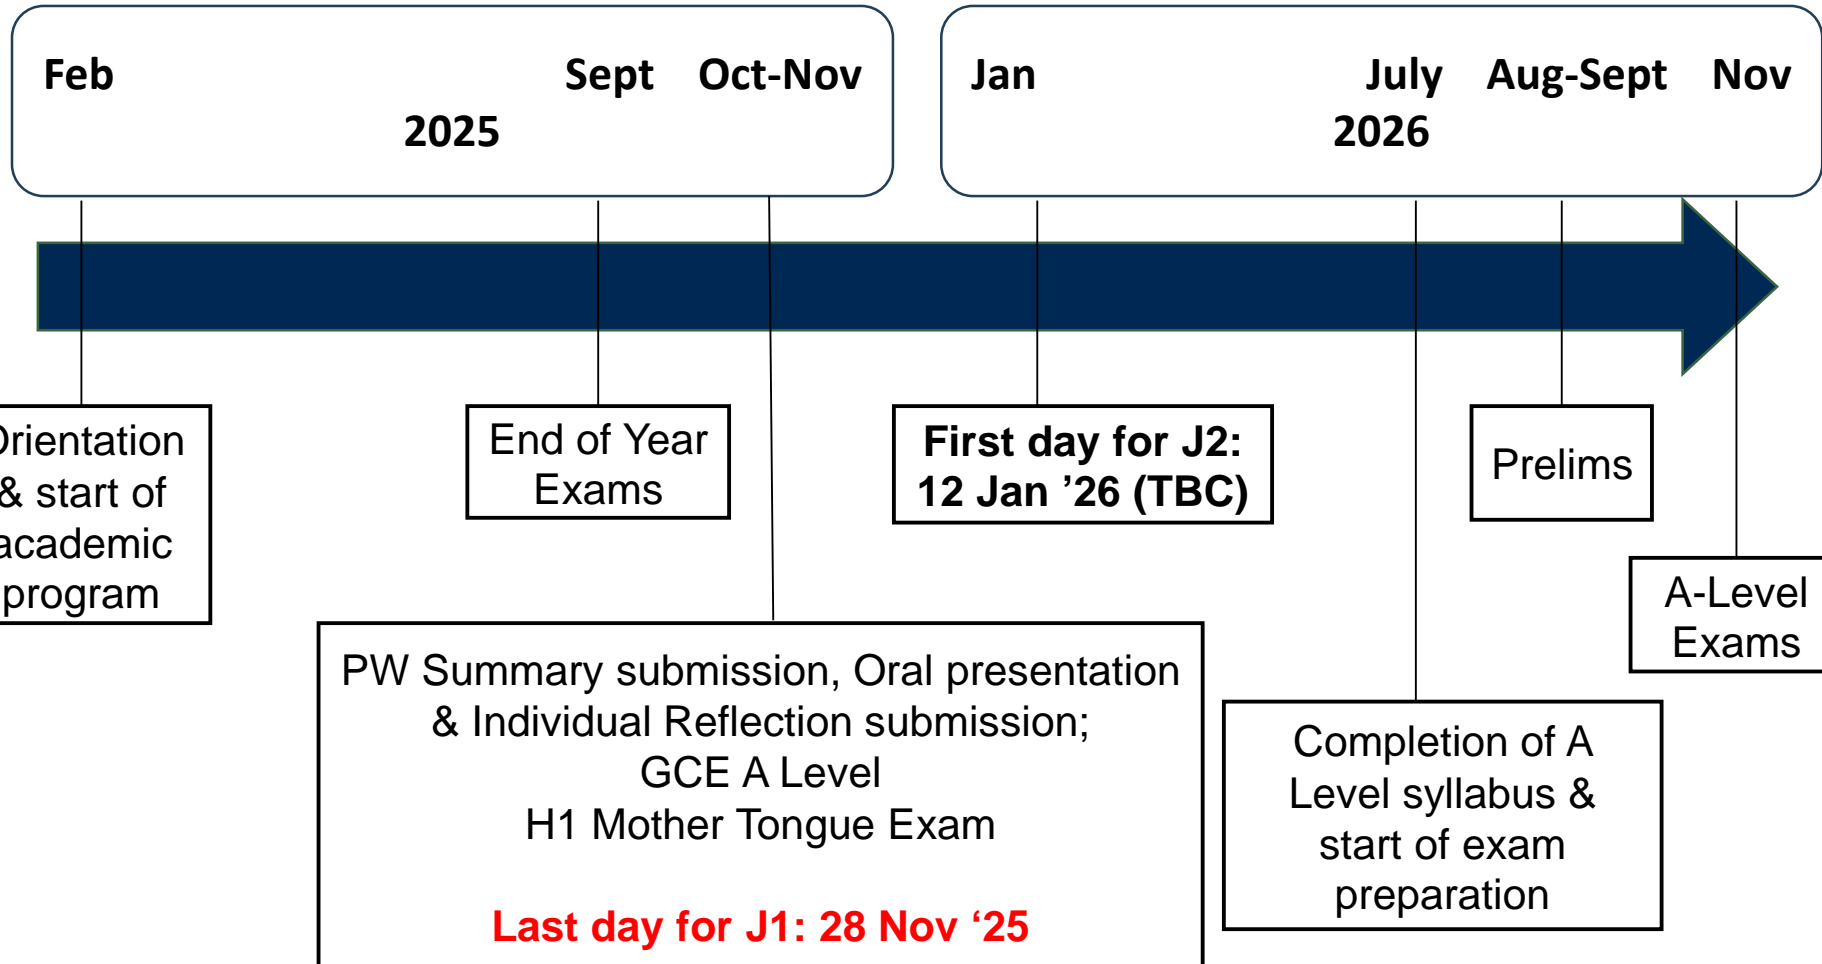 Feb Sept Oct-Nov
2025
Jan July Aug-Sept Nov
2026
Orientation
& start of
academic
program
End of Year
Exams
First day for J2:
12 Jan ’26 (TBC)
Prelims
A-Level
Exams
PW Summary submission, Oral presentation
& Individual Reflection submission;
GCE A Level
H1 Mother Tongue Exam
Last day for J1: 28 Nov ‘25
Completion of A
Level syllabus &
start of exam
preparation